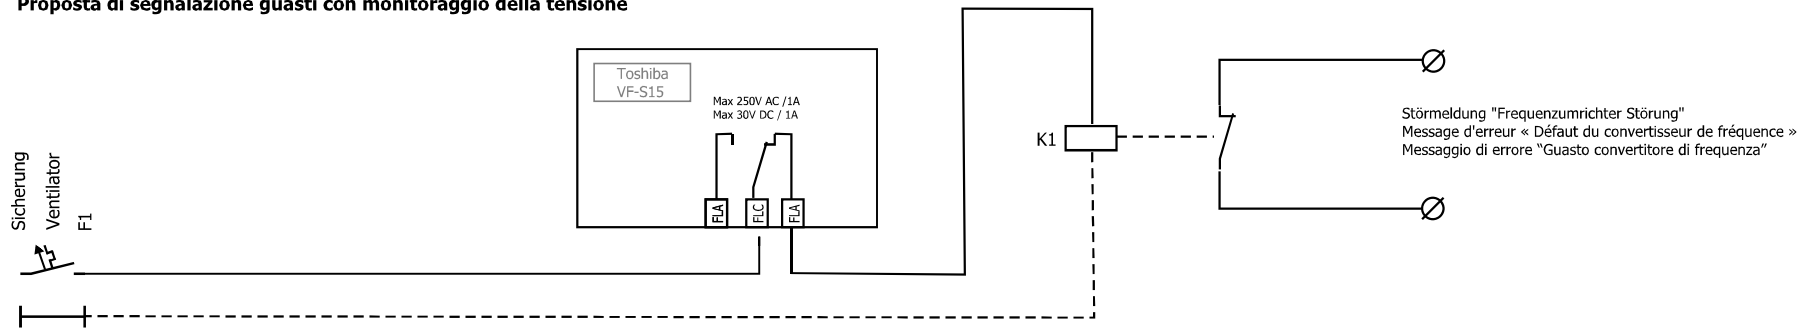 Proposta di segnalazione guasti con monitoraggio della tensione
Toshiba
VF-S15
Max 250V AC /1A
Max 30V DC / 1A
FLA
FLC
FLA
K1
Störmeldung "Frequenzumrichter Störung"
Message d'erreur « Défaut du convertisseur de fréquence »
Messaggio di errore “Guasto convertitore di frequenza”
Sicherung
Ventilator
F1